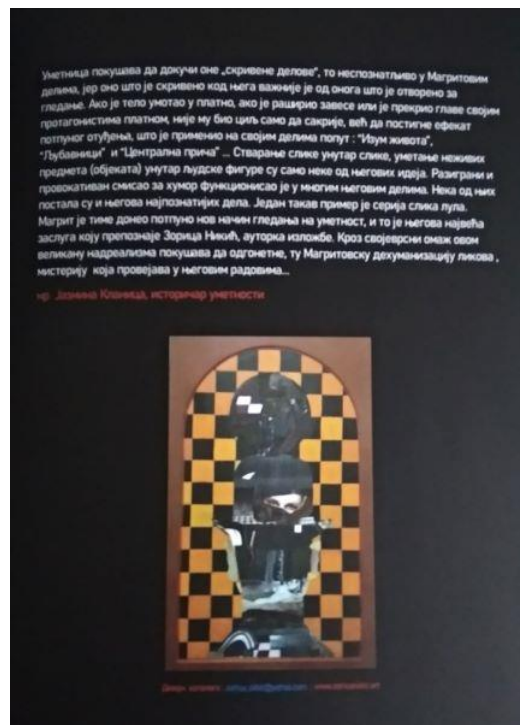 Уметница покушава да докучи оне „скривене делове“, то неспознатљиво у Магритовим
делима, јер оно што је скривено код њега важније је од онога што је отворено за
гледање. Ако је тело умотао у платно, ако је раширио завесе или је прекрио главе својим
протагонистима платном, није му био циљ само да сакрије, већ да постигне ефекат
потпуног отуђења, што је применио на својим делима попут : “Изум живота”,
“Љубавници” и “Централна прича” ... Стварање слике унутар слике, уметање неживих
предмета (објеката) унутар људске фигуре су само неке од његових идеја. Разиграни и
провокативан смисао за хумор функционисао је у многим његовим делима. Нека од њих
постала су и његова најпознатијих дела. Један такав пример је серија слика лула.
Магрит је тиме донео потпуно нов начин гледања на уметност, и то је његова највећа
заслуга коју препознаје Зорица Никић, ауторка изложбе. Кроз својеврсни омаж овом
великану надреализма покушава да одгонетне, ту Магритовску дехуманизацију ликова ,
мистерију која провејава у његовим радовима...
мр Јасмина Кланица, историчар уметности
Дизајн каталога